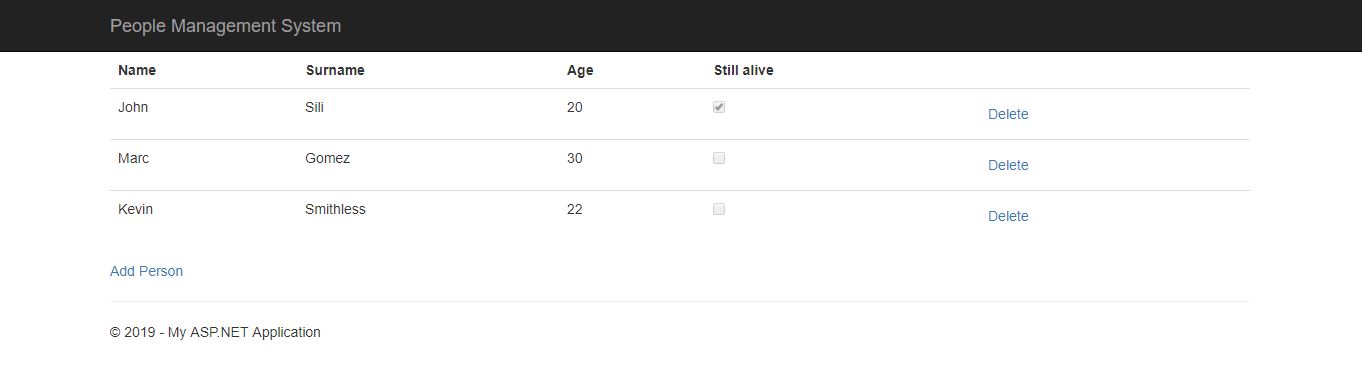 People Management System
Name Surname Age Still alive
John Sili 20 Delete
Marc Gomez 30 Delete
Kevin Smithless 22 Delete
Add Person
© 2019 - My ASP.NET Application